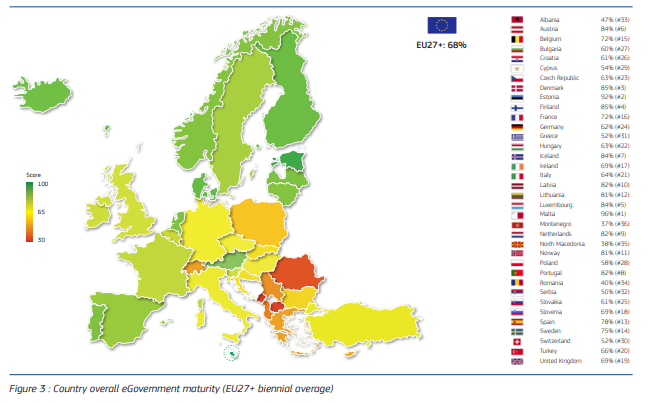 EU27+: 68%
Score
100
65
30
Albania 47% (#33)
Austria 84% (#6)
Belgium 72% (#15)
Bulgaria 60% (#27)
Croatia 61% (#26)
Cyprus 54% (#29)
Czech Republic 63% (#23)
Denmark 85% (#3)
Estonia 92% (#2)
Finland 85% (#4)
France 72% (#16)
Germany 62% (#24)
Greece 52% (#31)
Hungary 63% (#22)
Iceland 84% (#7)
Ireland 69% (#17)
Italy 64% (#21)
Latvia 82% (#10)
Lithuania 81% (#12)
Luxembourg 84% (#5)
Malta 96% (#1)
Montenegro 37% (#36)
Netherlands 82% (#9)
North Macedonia 38% (#35)
Norway 81% (#11)
Poland 58% (#28)
Portugal 82% (#8)
Romania 40% (#34)
Serbia 50% (#32)
Slovakia 61% (#25)
Slovenia 69% (#18)
Spain 78% (#13)
Sweden 75% (#14)
Switzerland 52% (#30)
Turkey 66% (#20)
United Kingdom 69% (#19)
Figure 3 : Country overall eGovernment maturity (EU27+ biennial average)